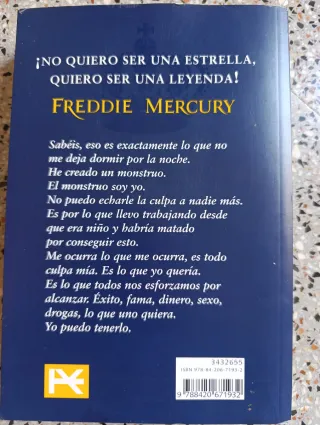 ¡NO QUIERO SER UNA ESTRELLA,
QUIERO SER UNA LEYENDA!
FREDDIE MERCURY
Sabéis, eso es exactamente lo que no
me deja dormir por la noche.
He creado un monstruo.
El monstruo soy yo.
No puedo echarle la culpa a nadie más.
Es por lo que llevo trabajando desde
que era niño y habría matado
por conseguir esto.
Me ocurra lo que me ocurra, es todo
culpa mía. Es lo que yo quería.
Es lo que todos nos esforzamos por
alcanzar. Éxito, fama, dinero, sexo,
drogas, lo que uno quiera.
Yo puedo tenerlo.
3432655
ISBN 978-84-206-7193-2
9 788420 671932